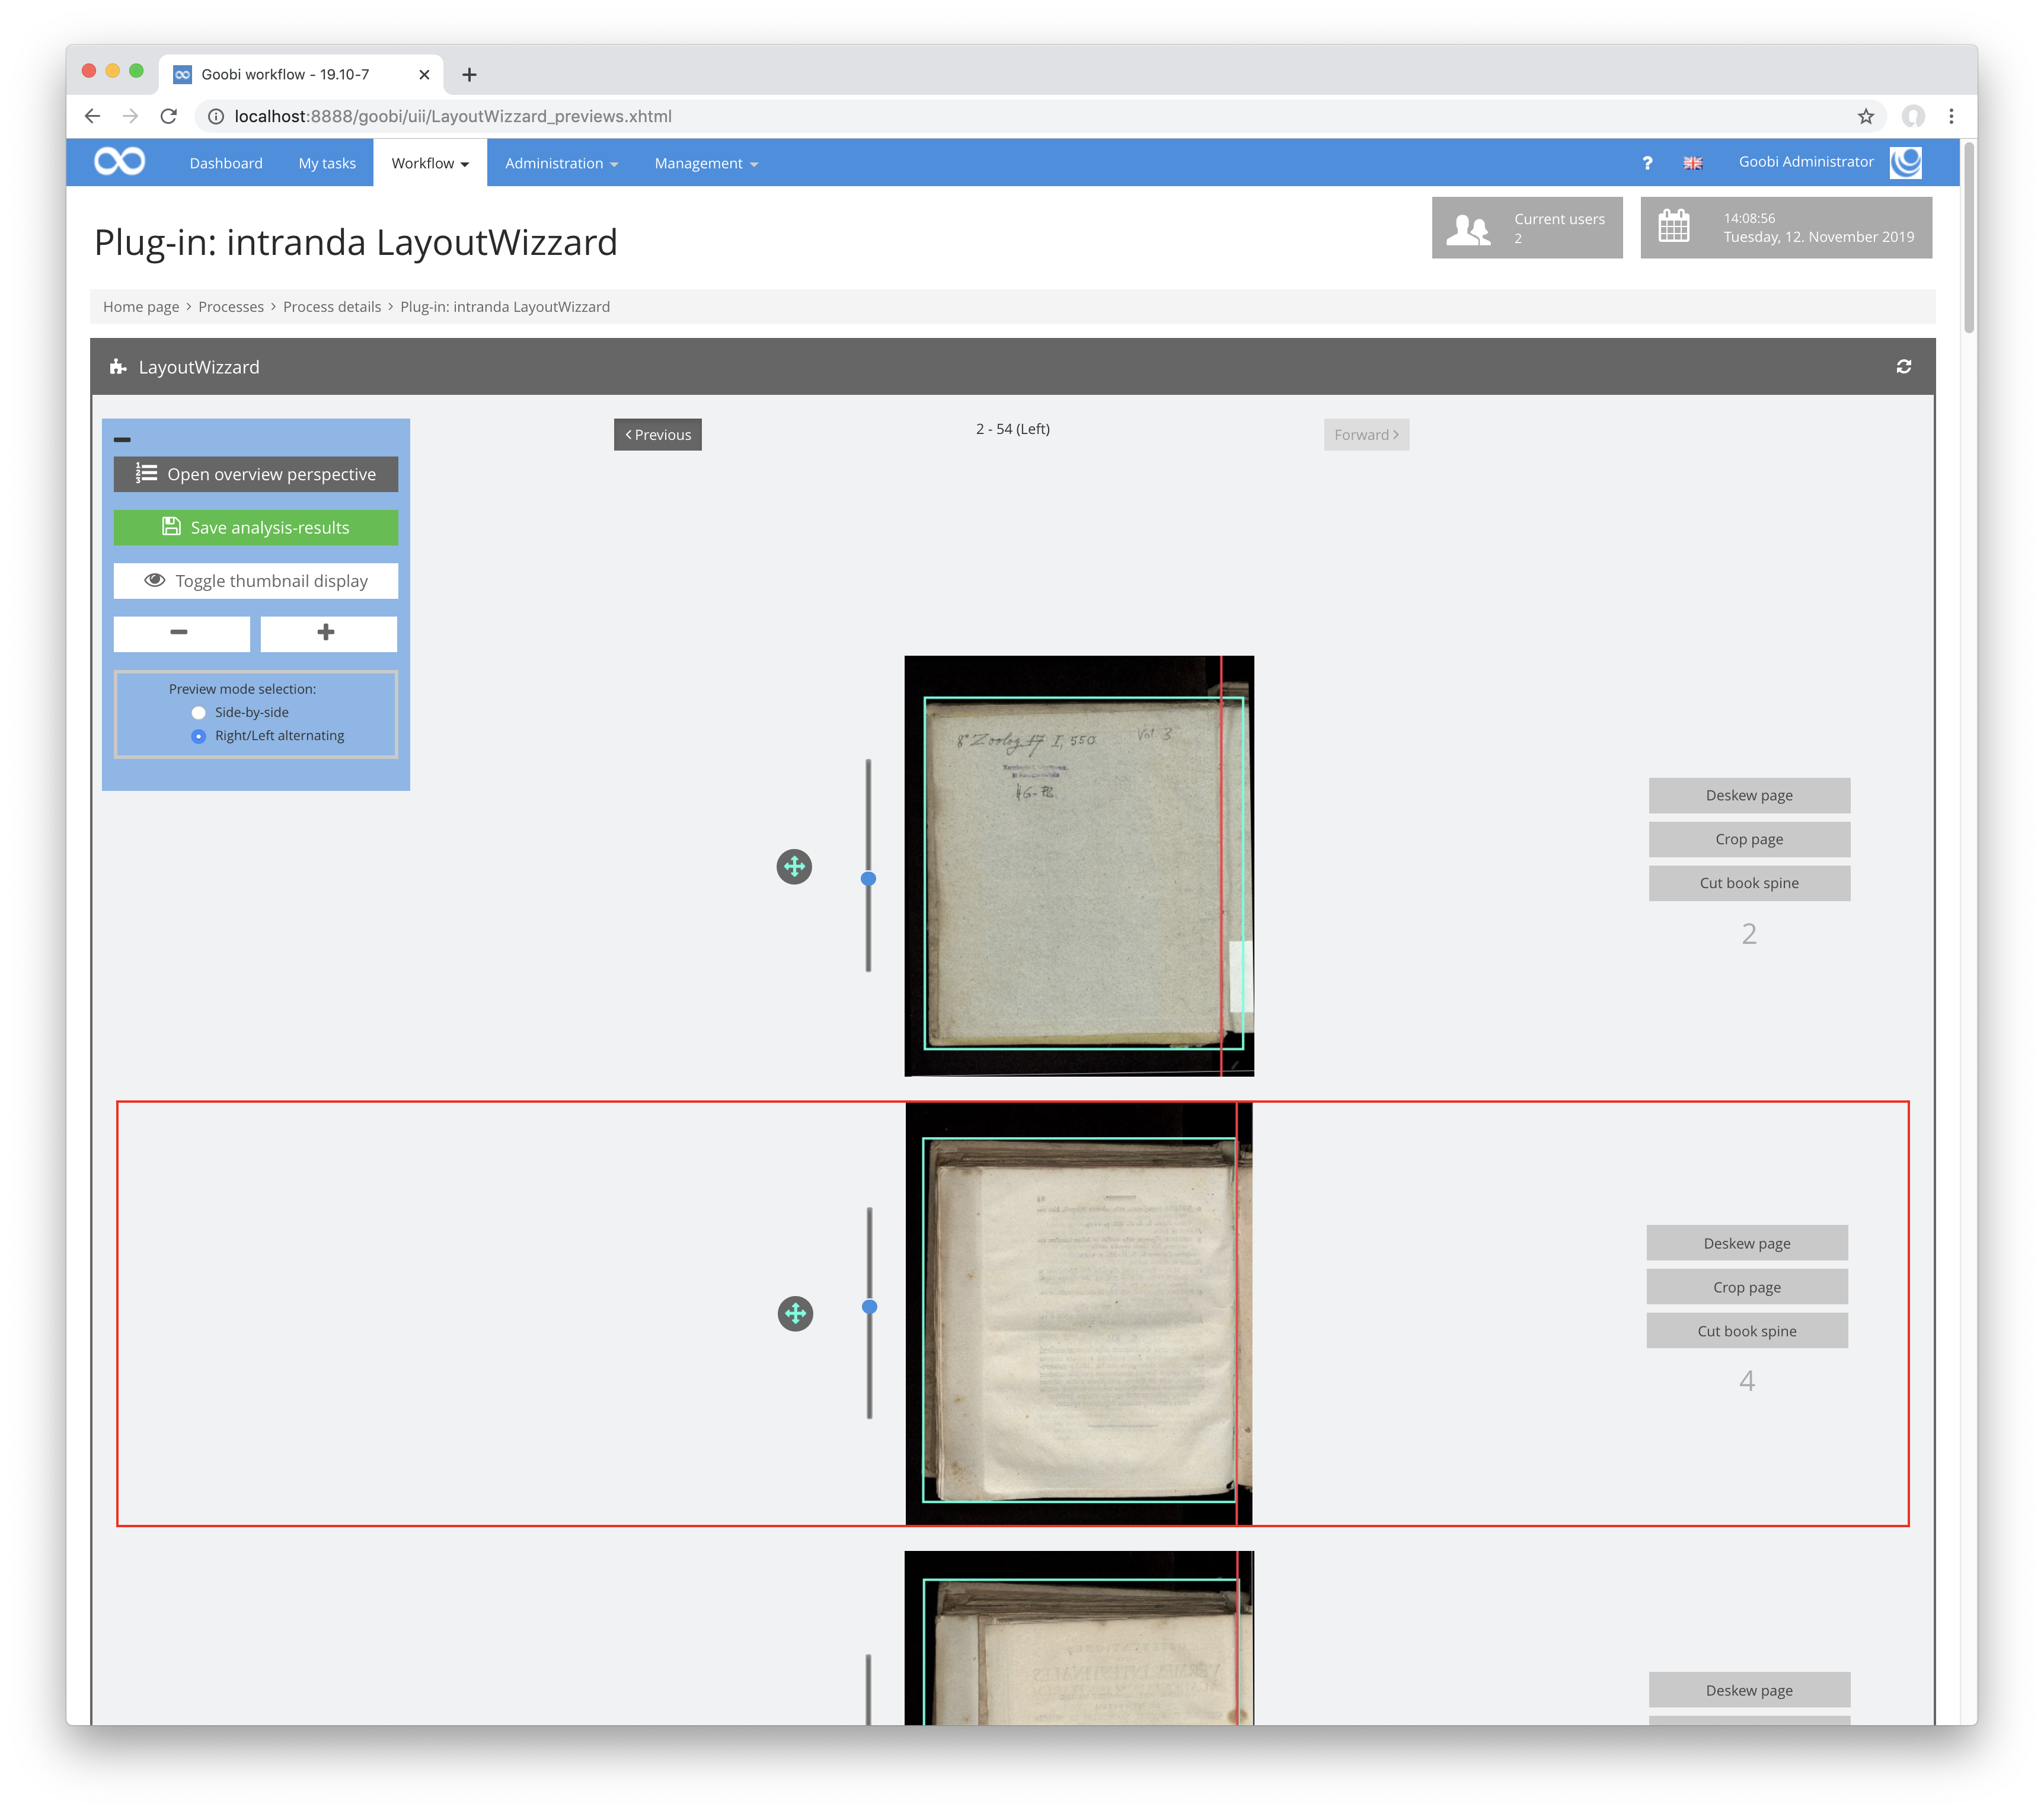 Goobi workflow - 19.10-7
localhost:8888/goobi/uii/LayoutWizzard_previews.xhtml
Dashboard My tasks Workflow Administration Management ? Goobi Administrator
Plug-in: intranda LayoutWizzard
Current users
2
14:08:56
Tuesday, 12. November 2019
Home page > Processes > Process details > Plug-in: intranda LayoutWizzard
LayoutWizzard
Open overview perspective
Save analysis-results
Toggle thumbnail display
Preview mode selection:
Side-by-side
Right/Left alternating
< Previous 2 - 54 (Left) Forward >
8° Zoolog 17 I, 550 Vol 3
Deskew page
Crop page
Cut book spine
2
Deskew page
Crop page
Cut book spine
4
Deskew page